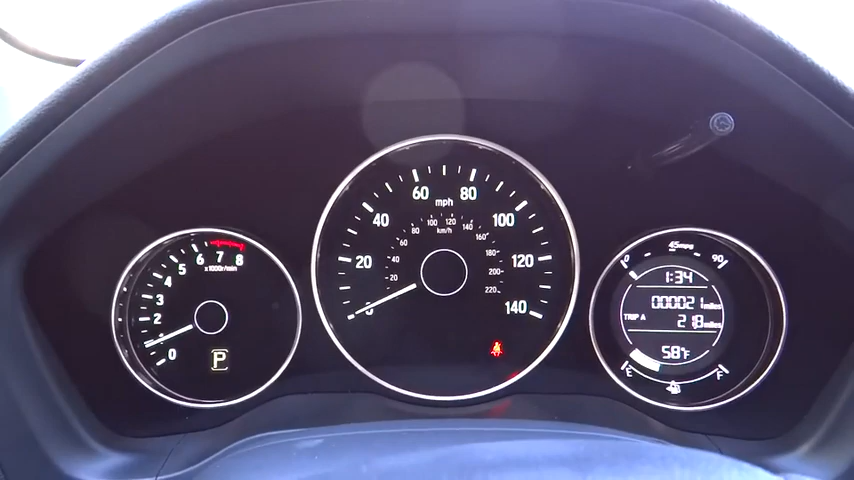 0
2
3
4
5
6
7
8
x1000r/min
P
0
20
40
60
80
100
120
140
mph
20
40
60
80
100
120
140
160
180
200
220
km/h
45mpg
0 90
1:34
000021 miles
TRIP A
miles
58°F
E F